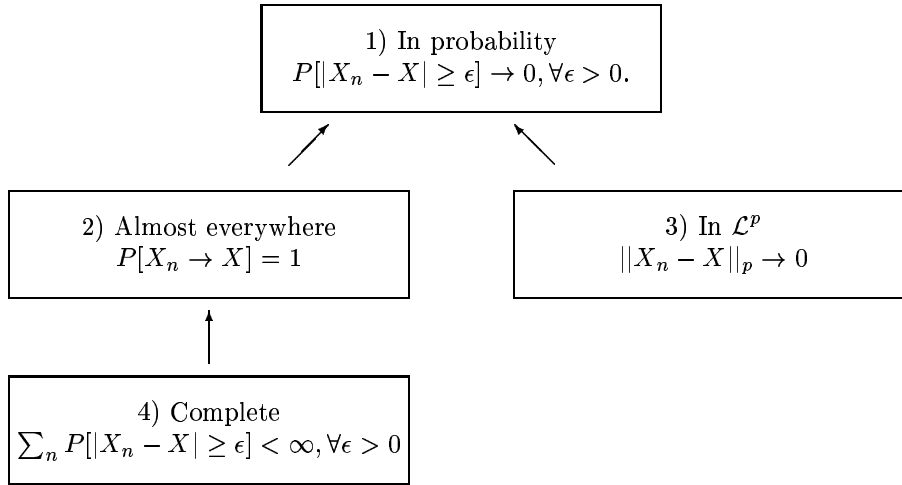 1) In probability
P[|X_n − X| ≥ ϵ] → 0, ∀ϵ > 0.
2) Almost everywhere
P[X_n → X] = 1
3) In 𝓛^p
||X_n − X||_p → 0
4) Complete
∑_n P[|X_n − X| ≥ ϵ] < ∞, ∀ϵ > 0